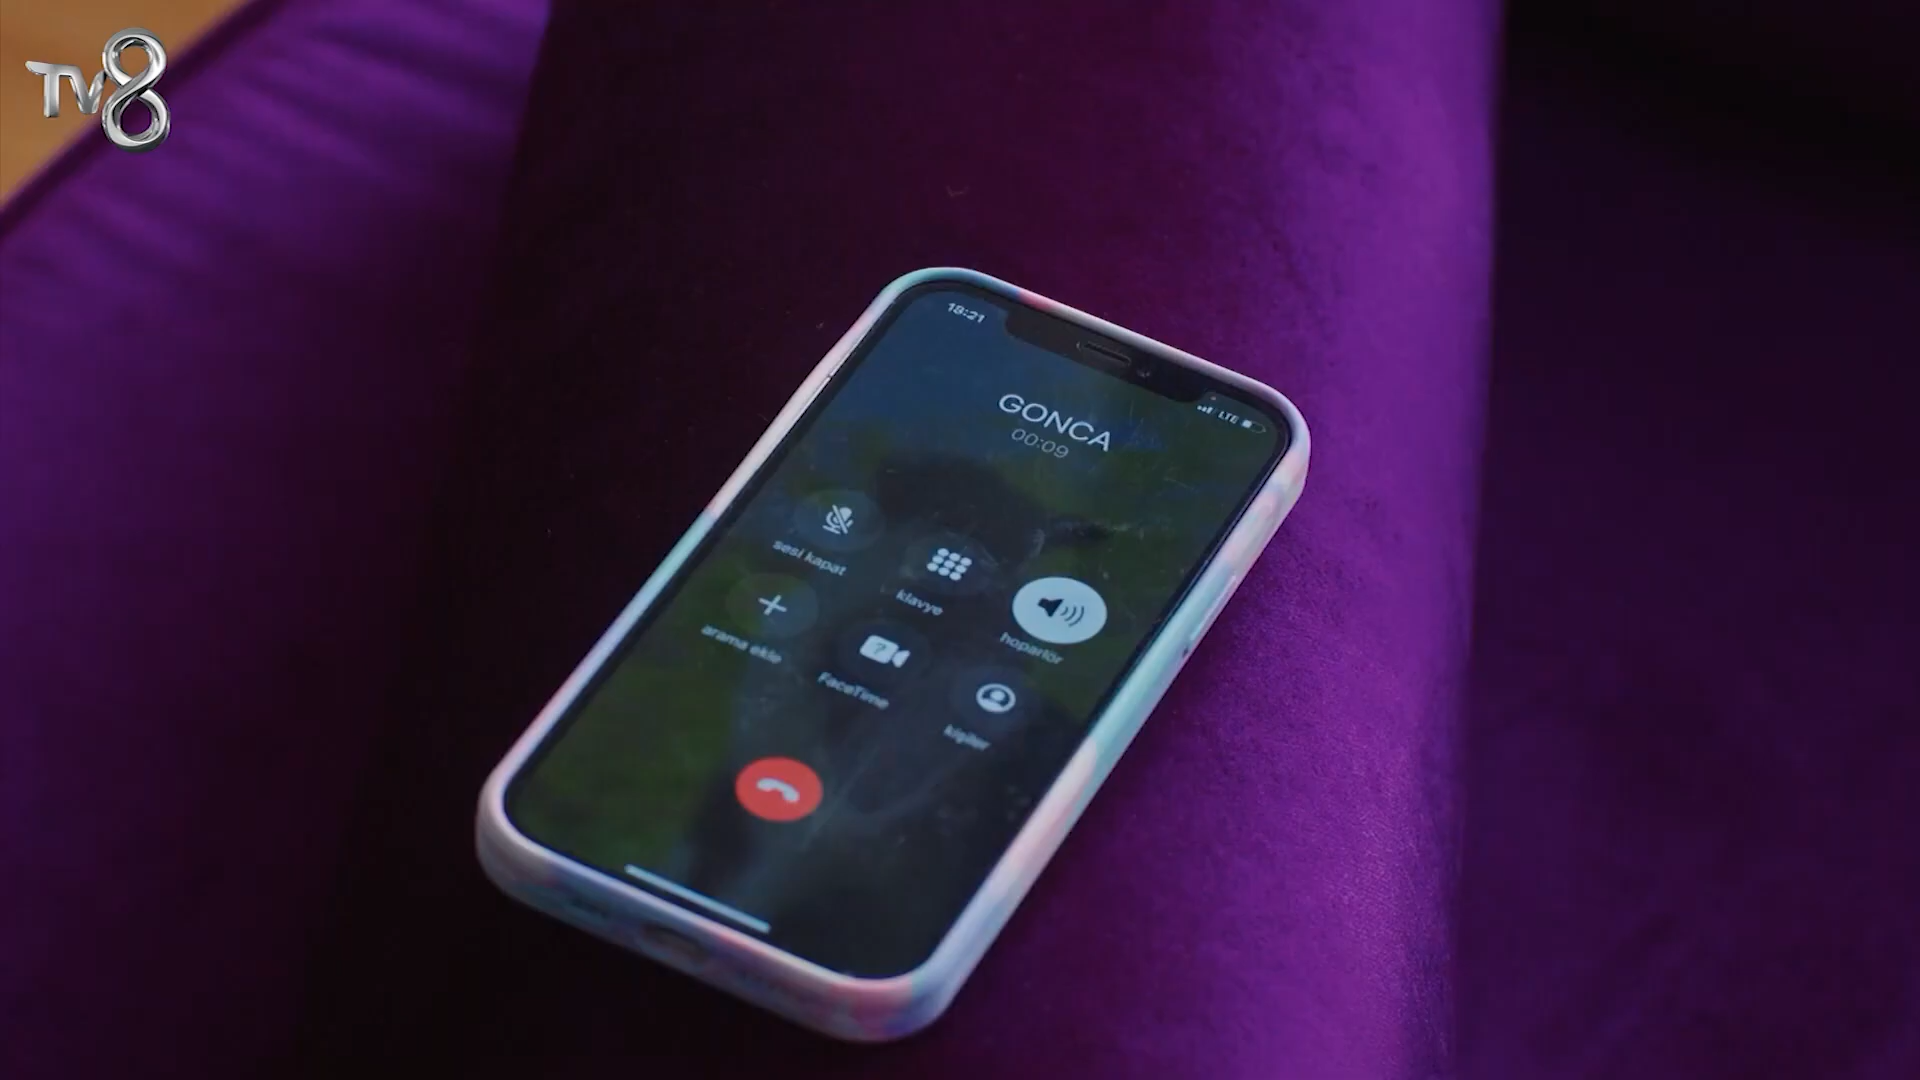 TV8
18:21
LTE
GONCA
00:09
sesi kapat
klavye
hoparlör
arama ekle
FaceTime
kişiler